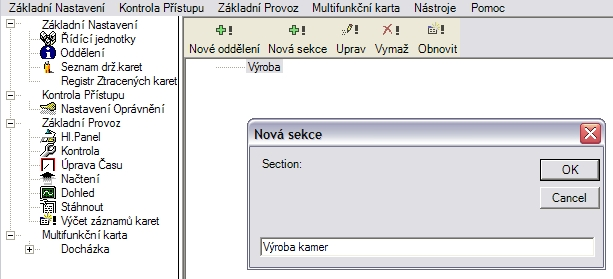 Základní Nastavení Kontrola Přístupu Základní Provoz Multifunkční karta Nástroje Pomoc
Základní Nastavení
Řídící jednotky
Oddělení
Seznam drž.karet
Registr Ztracených karet
Kontrola Přístupu
Nastavení Oprávnění
Základní Provoz
Hl.Panel
Kontrola
Úprava Času
Načtení
Dohled
Stáhnout
Výčet záznamů karet
Multifunkční karta
Docházka
Nové oddělení Nová sekce Uprav Vymaž Obnovit
Výroba
Nová sekce
Section:
OK
Cancel
Výroba kamer